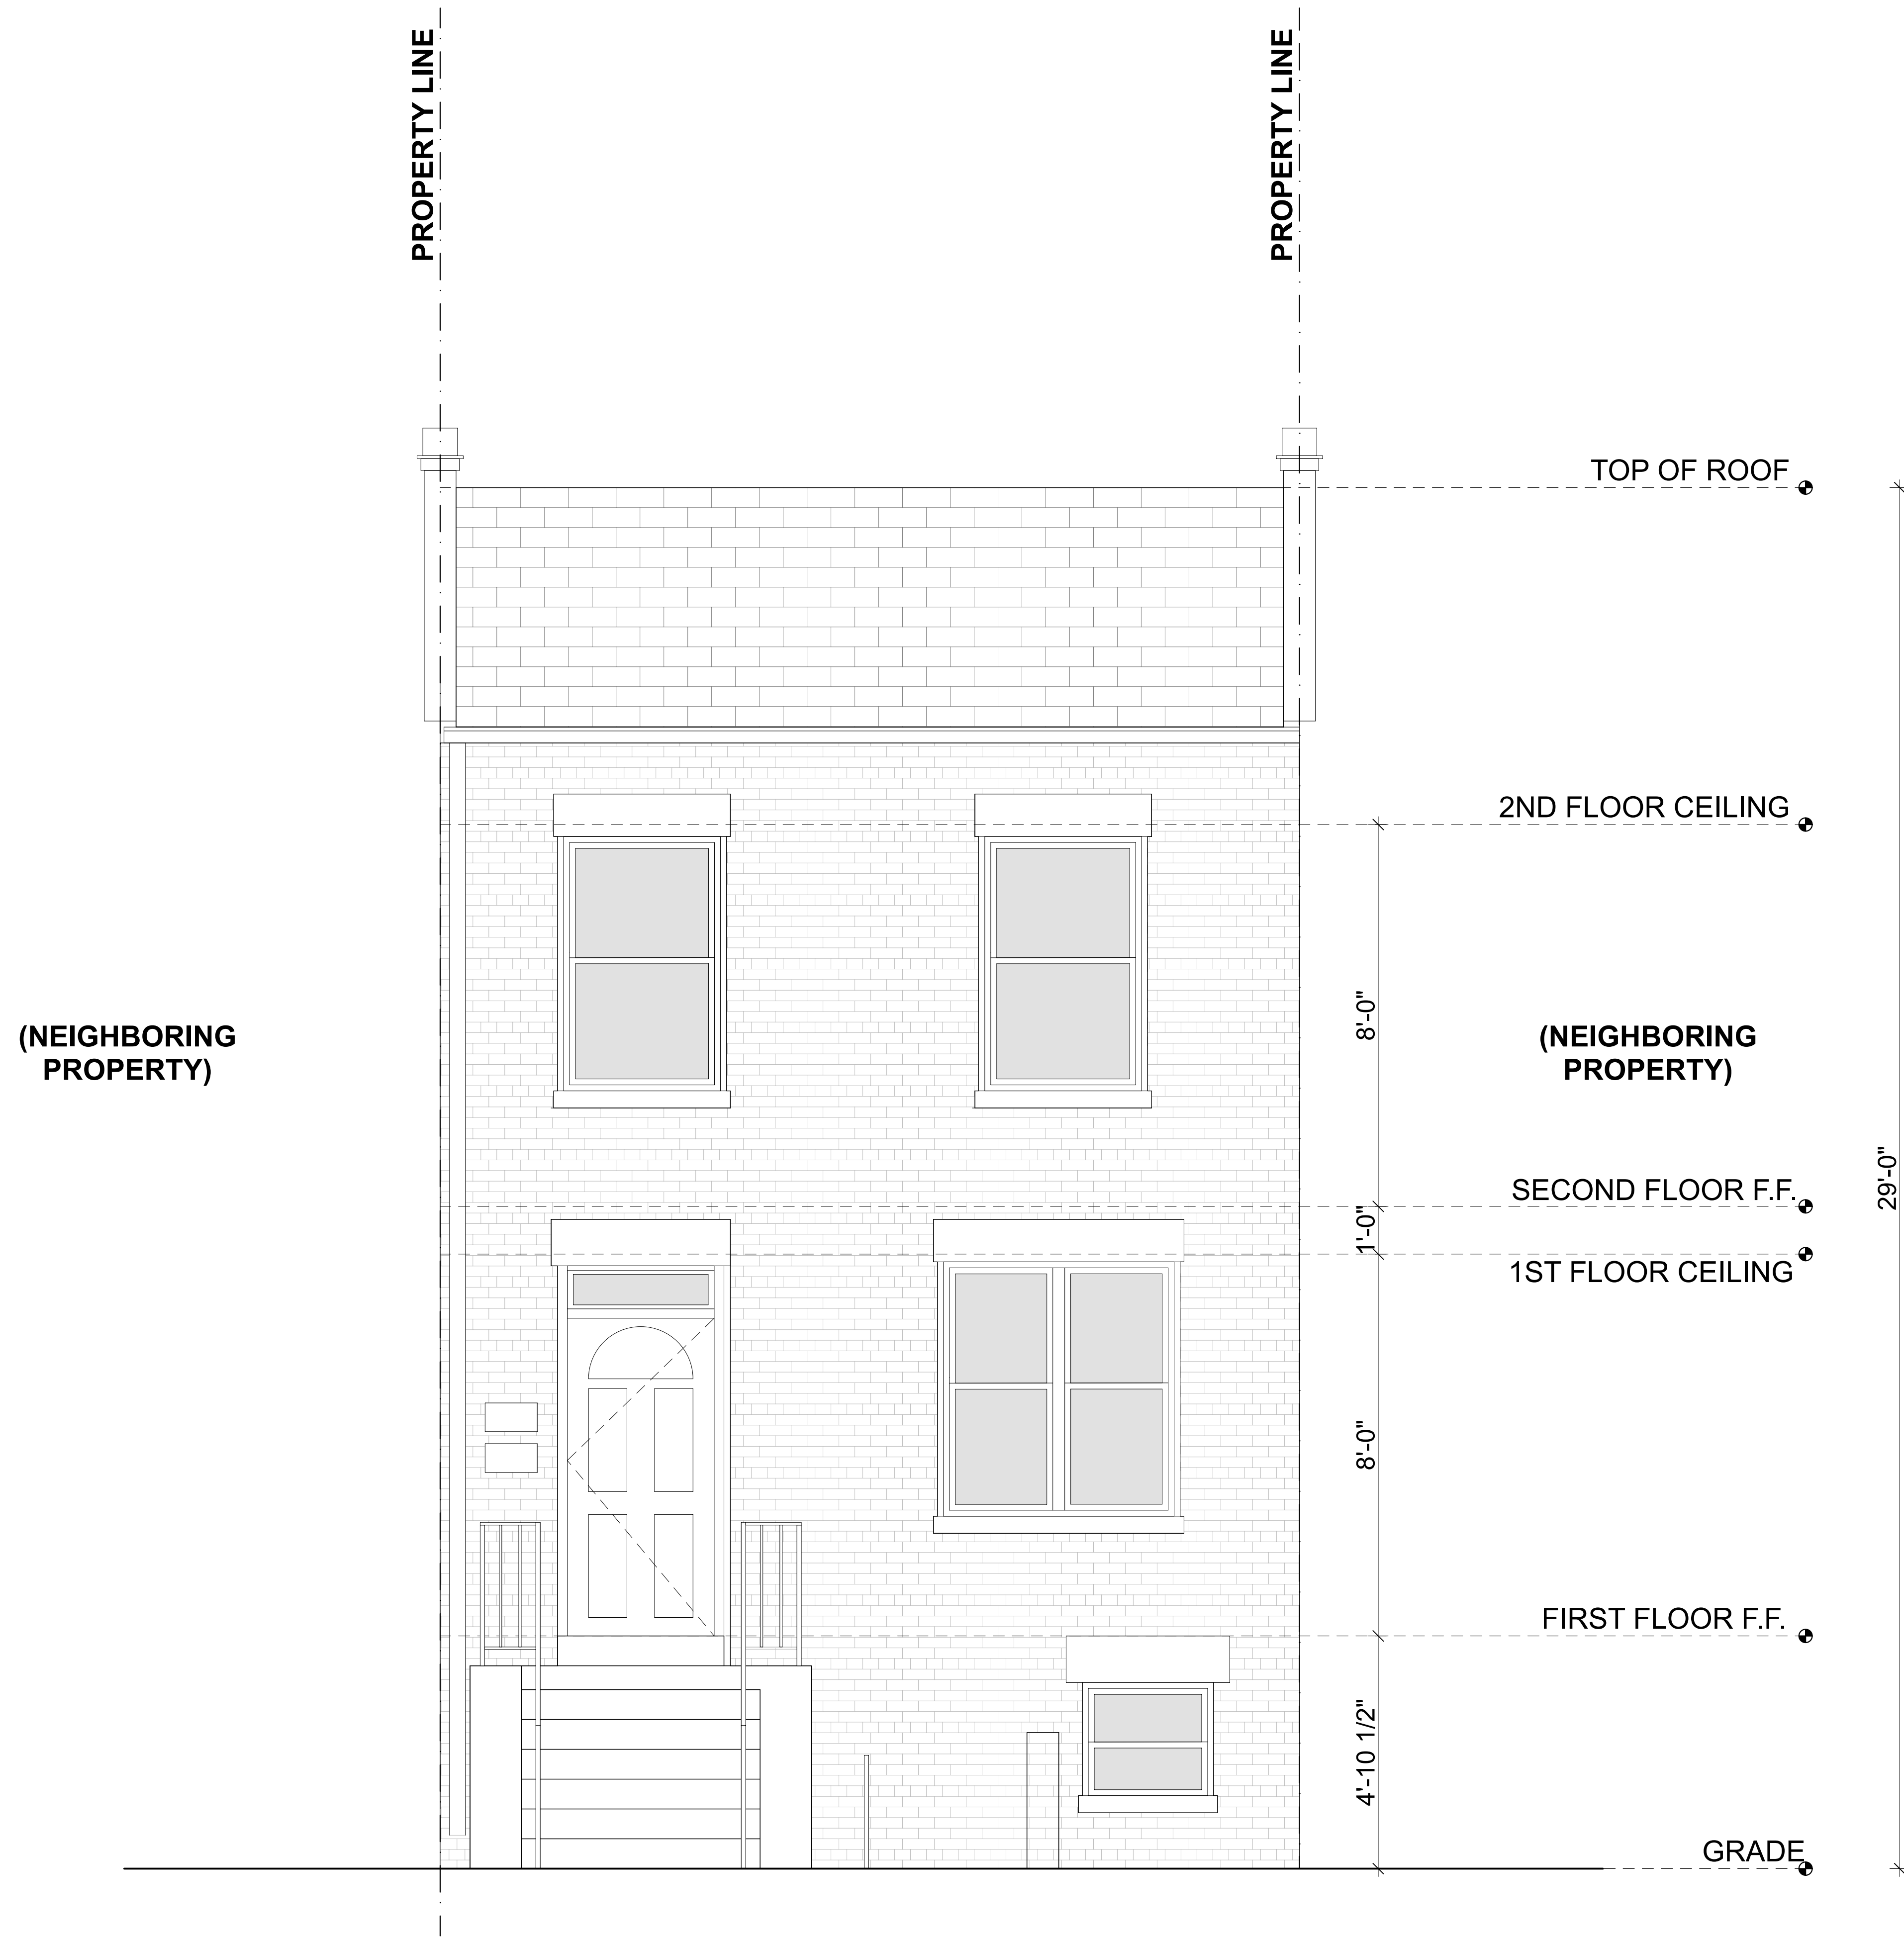 PROPERTY LINE
PROPERTY LINE
TOP OF ROOF
2ND FLOOR CEILING
8'-0"
(NEIGHBORING
PROPERTY)
(NEIGHBORING
PROPERTY)
29'-0"
SECOND FLOOR F.F.
1'-0"
1ST FLOOR CEILING
8'-0"
FIRST FLOOR F.F.
4'-10 1/2"
GRADE